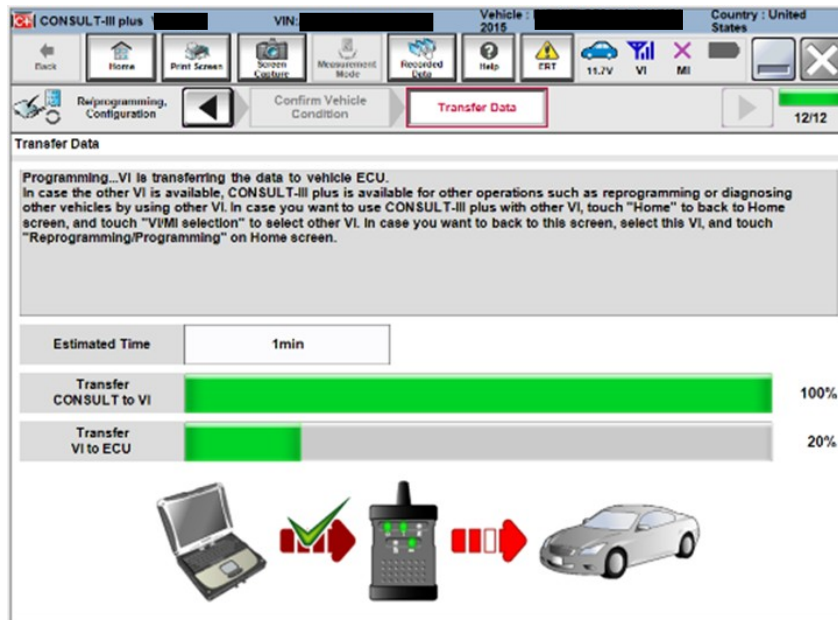 C+ CONSULT-III plus
VIN:
Vehicle :
2015
Country : United
States
Back
Home
Print Screen
Screen
Capture
Measurement
Mode
Recorded
Data
Help
ERT
11.7V
VI
MI
Re/programming,
Configuration
Confirm Vehicle
Condition
Transfer Data
12/12
Transfer Data
Programming...VI is transferring the data to vehicle ECU.
In case the other VI is available, CONSULT-III plus is available for other operations such as reprogramming or diagnosing
other vehicles by using other VI. In case you want to use CONSULT-III plus with other VI, touch "Home" to back to Home
screen, and touch "VI/MI selection" to select other VI. In case you want to back to this screen, select this VI, and touch
"Reprogramming/Programming" on Home screen.
Estimated Time
1min
Transfer
CONSULT to VI
100%
Transfer
VI to ECU
20%